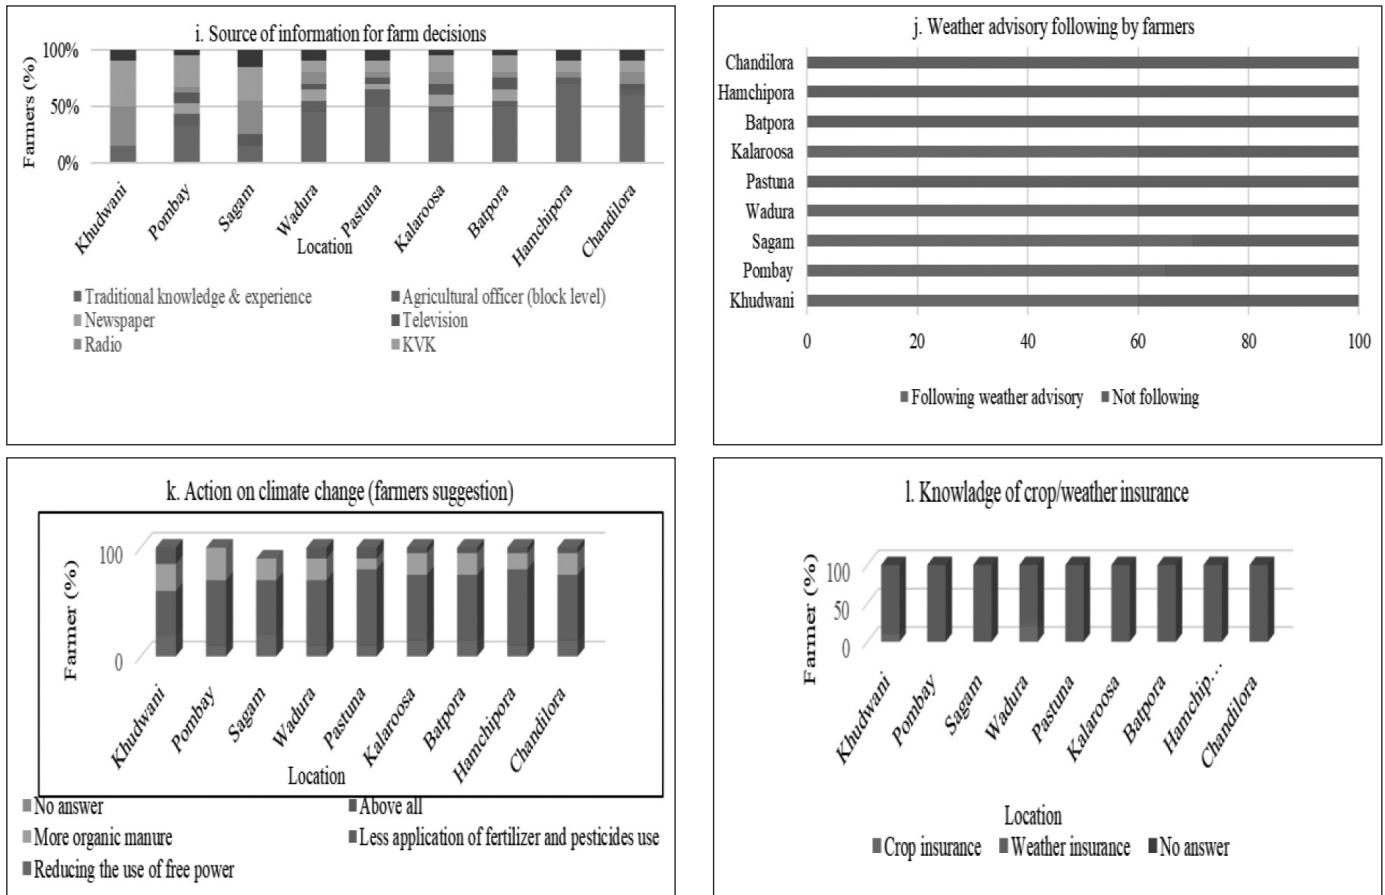 i. Source of information for farm decisions
100%
50%
0%
Farmers (%)
Khudwani
Pombay
Sagam
Wadura
Pastuna
Kalaroosa
Batpora
Hamchipora
Chandilora
Location
Traditional knowledge & experience
Agricultural officer (block level)
Newspaper
Television
Radio
KVK
j. Weather advisory following by farmers
Chandilora
Hamchipora
Batpora
Kalaroosa
Pastuna
Wadura
Sagam
Pombay
Khudwani
0 20 40 60 80 100
Following weather advisory Not following
k. Action on climate change (farmers suggestion)
100
0
Farmer (%)
Khudwani
Pombay
Sagam
Wadura
Pastuna
Kalaroosa
Batpora
Hamchipora
Chandilora
Location
No answer
Above all
More organic manure
Less application of fertilizer and pesticides use
Reducing the use of free power
l. Knowladge of crop/weather insurance
100
50
0
Farmer (%)
Khudwani
Pombay
Sagam
Wadura
Pastuna
Kalaroosa
Batpora
Hamchip…
Chandilora
Location
Crop insurance Weather insurance No answer